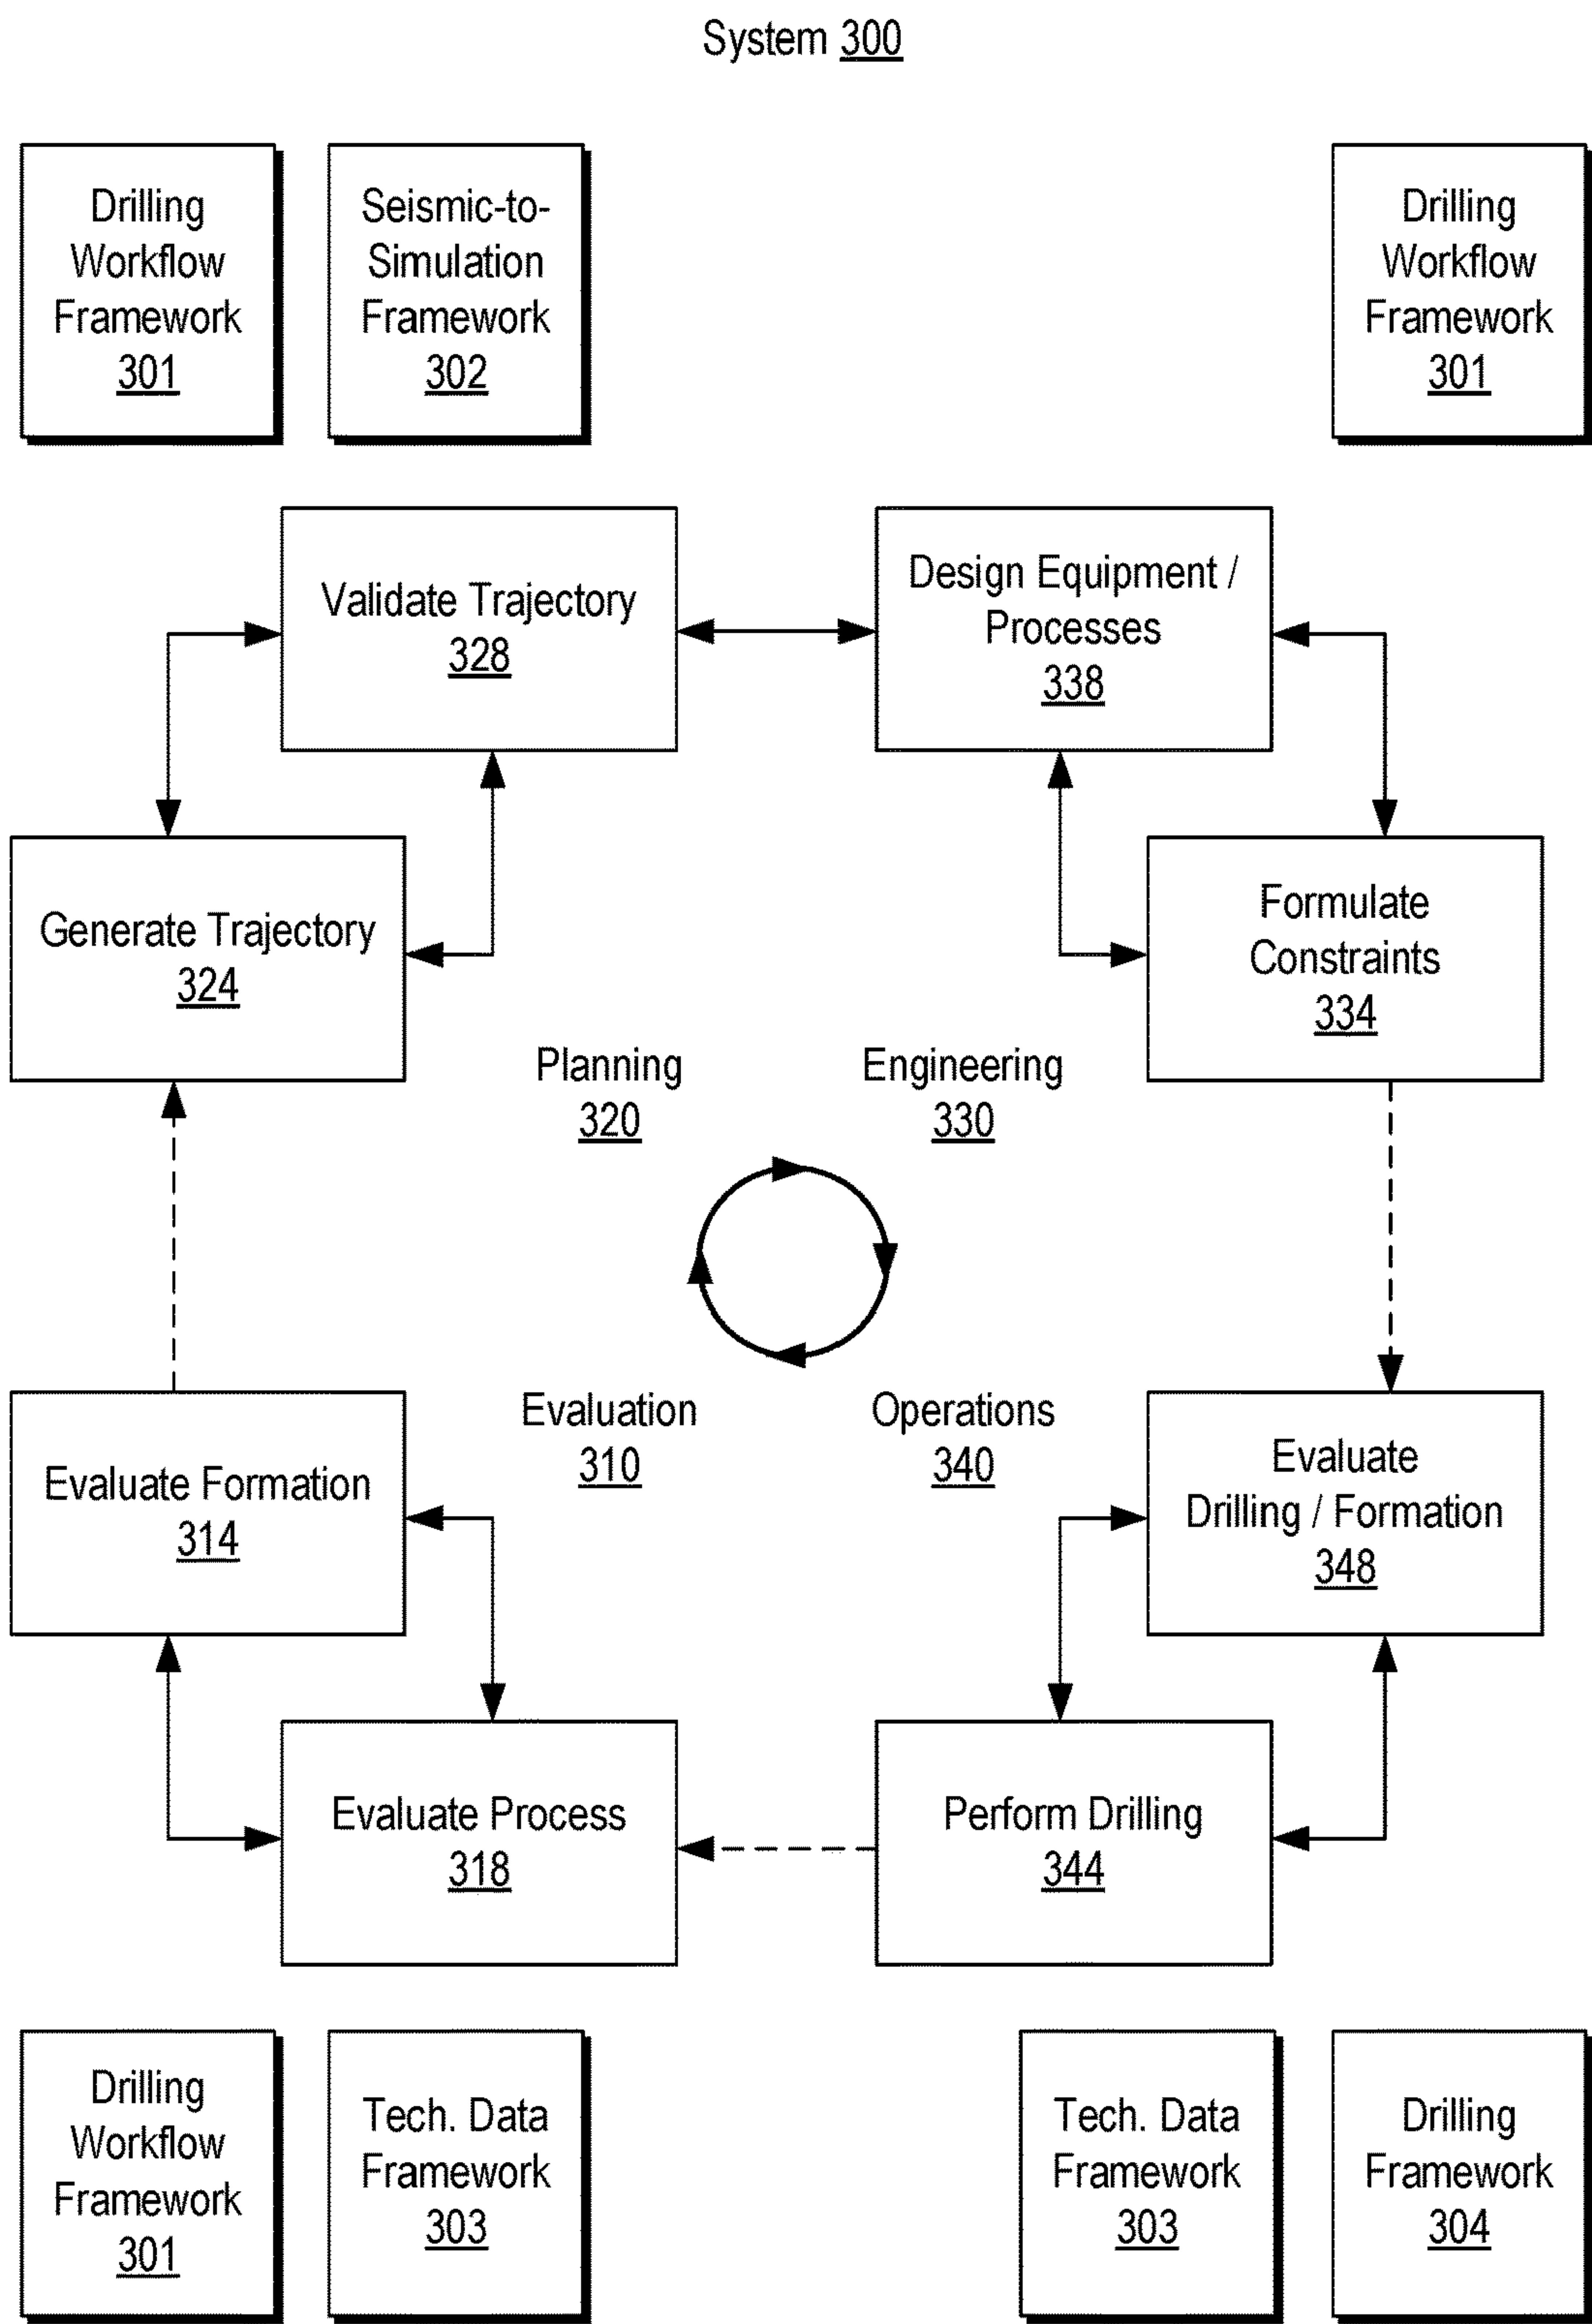 System 300
Drilling
Workflow
Framework
301
Seismic-to-
Simulation
Framework
302
Drilling
Workflow
Framework
301
Validate Trajectory
328
Design Equipment /
Processes
338
Generate Trajectory
324
Formulate
Constraints
334
Planning
320
Engineering
330
Evaluation
310
Operations
340
Evaluate Formation
314
Evaluate
Drilling / Formation
348
Evaluate Process
318
Perform Drilling
344
Drilling
Workflow
Framework
301
Tech. Data
Framework
303
Tech. Data
Framework
303
Drilling
Framework
304